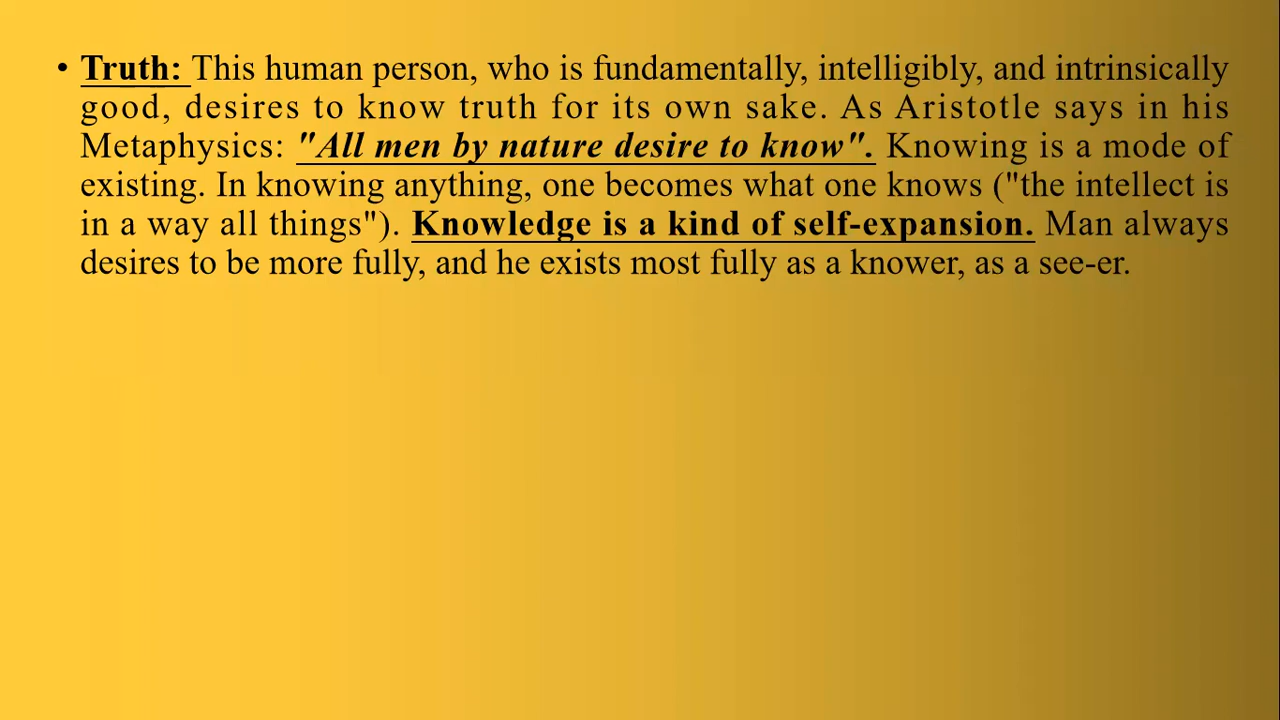 • Truth: This human person, who is fundamentally, intelligibly, and intrinsically
good, desires to know truth for its own sake. As Aristotle says in his
Metaphysics: "All men by nature desire to know". Knowing is a mode of
existing. In knowing anything, one becomes what one knows ("the intellect is
in a way all things"). Knowledge is a kind of self-expansion. Man always
desires to be more fully, and he exists most fully as a knower, as a see-er.